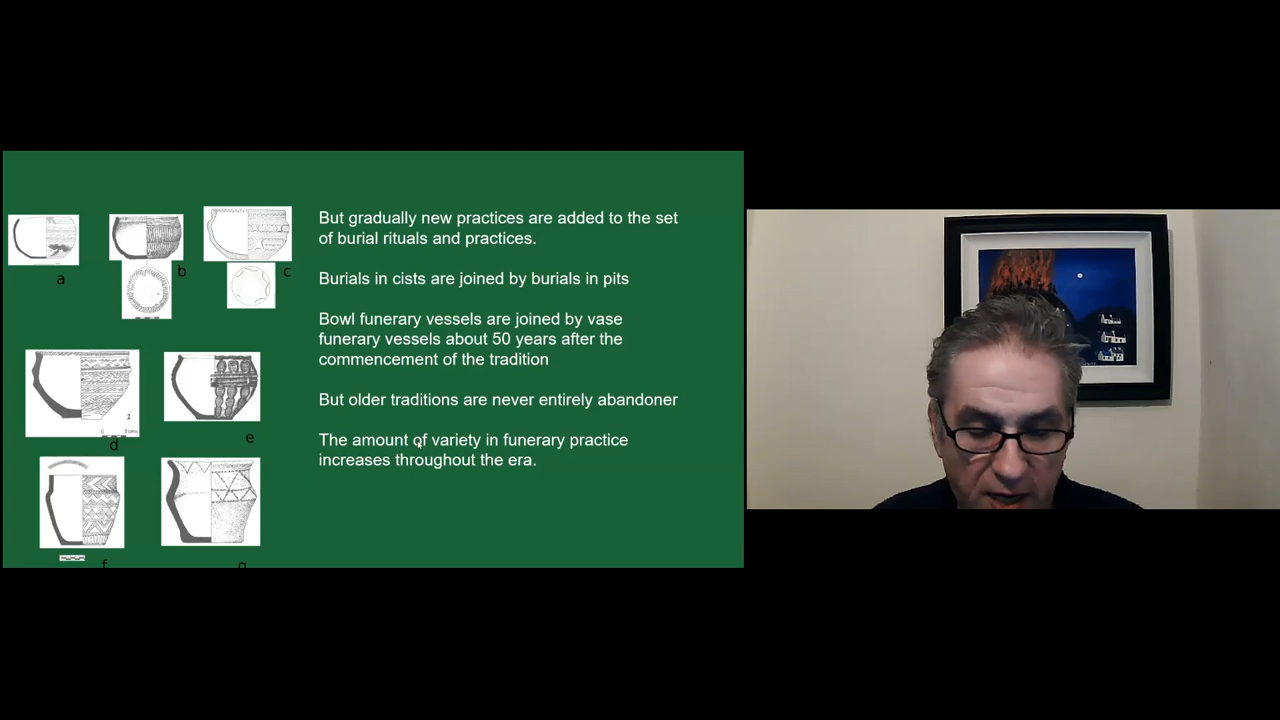 But gradually new practices are added to the set
of burial rituals and practices.
Burials in cists are joined by burials in pits
Bowl funerary vessels are joined by vase
funerary vessels about 50 years after the
commencement of the tradition
But older traditions are never entirely abandoner
The amount of variety in funerary practice
increases throughout the era.
a
b
c
d
e
f
g